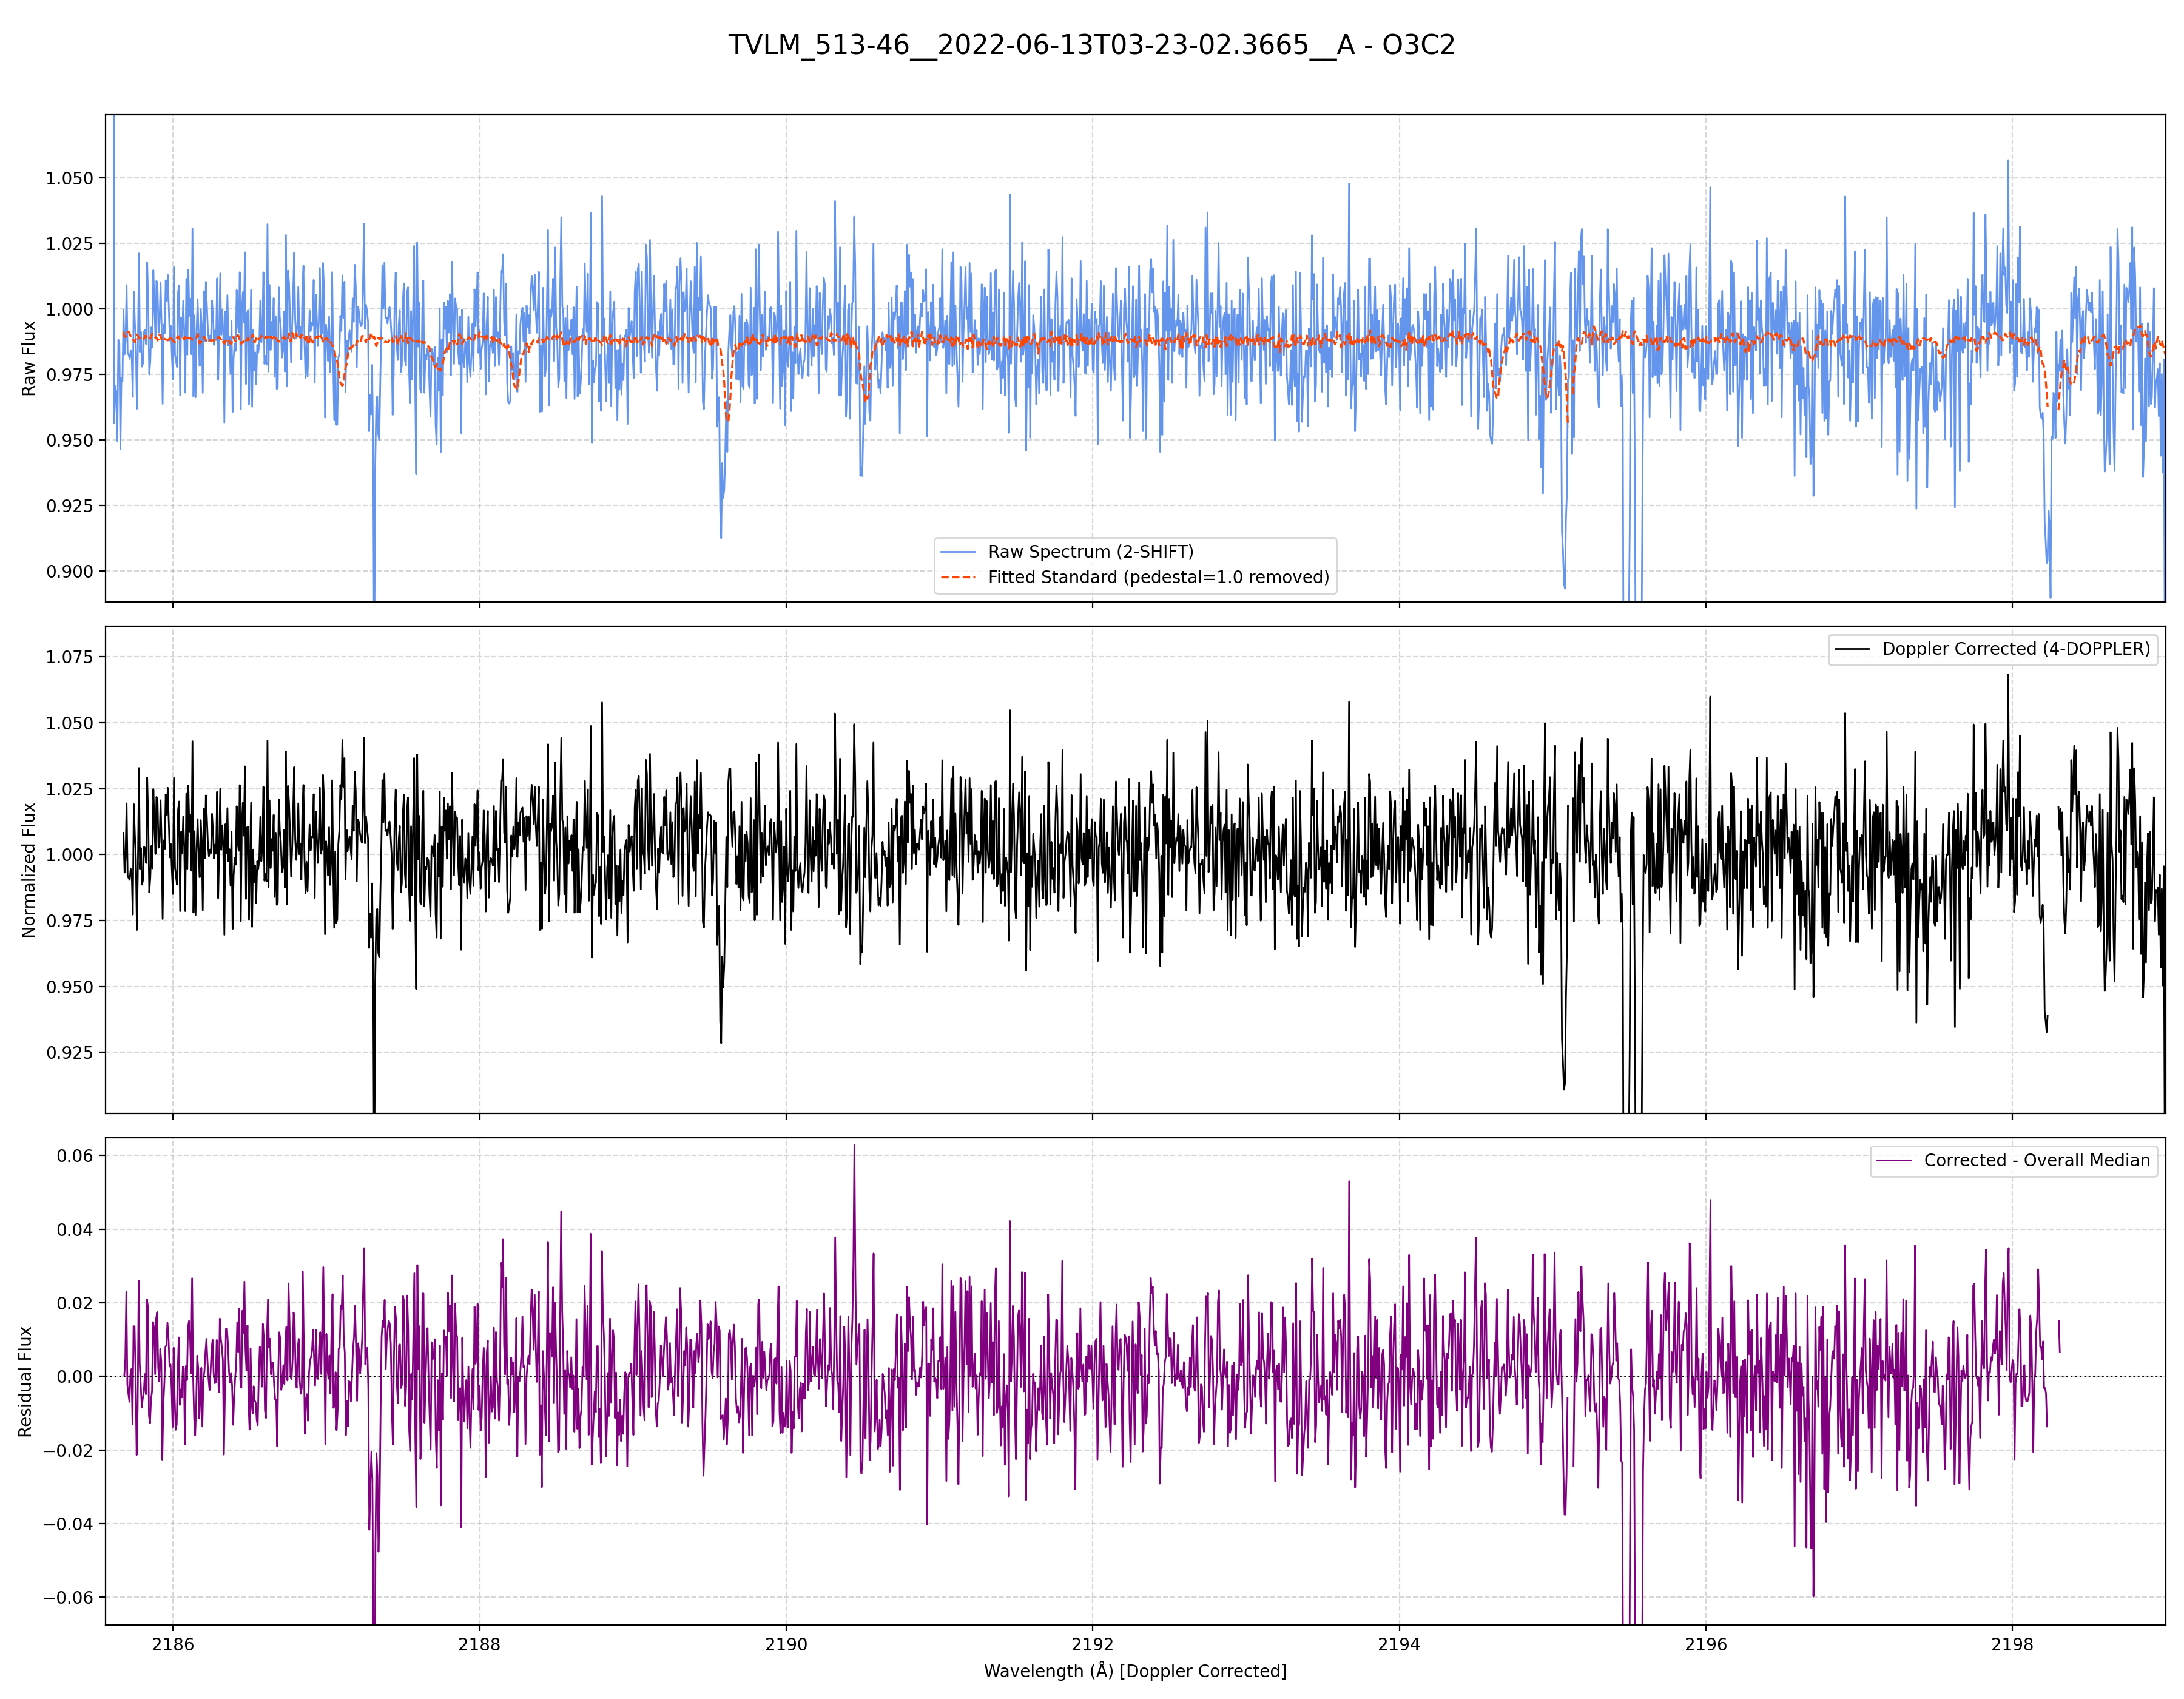 TVLM_513-46__2022-06-13T03-23-02.3665__A - O3C2
1.050
1.025
1.000
0.975
0.950
0.925
0.900
Raw Flux
Raw Spectrum (2-SHIFT)
Fitted Standard (pedestal=1.0 removed)
1.075
1.050
1.025
1.000
0.975
0.950
0.925
Normalized Flux
Doppler Corrected (4-DOPPLER)
0.06
0.04
0.02
0.00
−0.02
−0.04
−0.06
Residual Flux
Corrected - Overall Median
2186 2188 2190 2192 2194 2196 2198
Wavelength (Å) [Doppler Corrected]